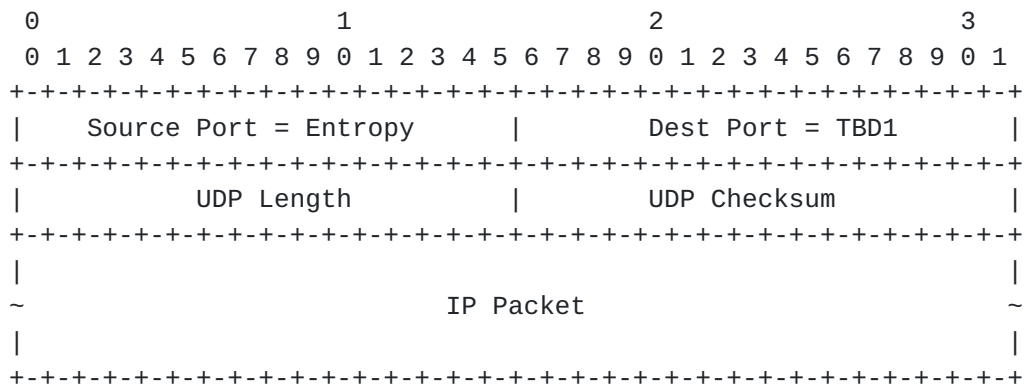 0                   1                   2                   3
 0 1 2 3 4 5 6 7 8 9 0 1 2 3 4 5 6 7 8 9 0 1 2 3 4 5 6 7 8 9 0 1
+-+-+-+-+-+-+-+-+-+-+-+-+-+-+-+-+-+-+-+-+-+-+-+-+-+-+-+-+-+-+-+-+
|    Source Port = Entropy      |        Dest Port = TBD1       |
+-+-+-+-+-+-+-+-+-+-+-+-+-+-+-+-+-+-+-+-+-+-+-+-+-+-+-+-+-+-+-+-+
|           UDP Length          |        UDP Checksum           |
+-+-+-+-+-+-+-+-+-+-+-+-+-+-+-+-+-+-+-+-+-+-+-+-+-+-+-+-+-+-+-+-+
|                                                               |
~                           IP Packet                           ~
|                                                               |
+-+-+-+-+-+-+-+-+-+-+-+-+-+-+-+-+-+-+-+-+-+-+-+-+-+-+-+-+-+-+-+-+